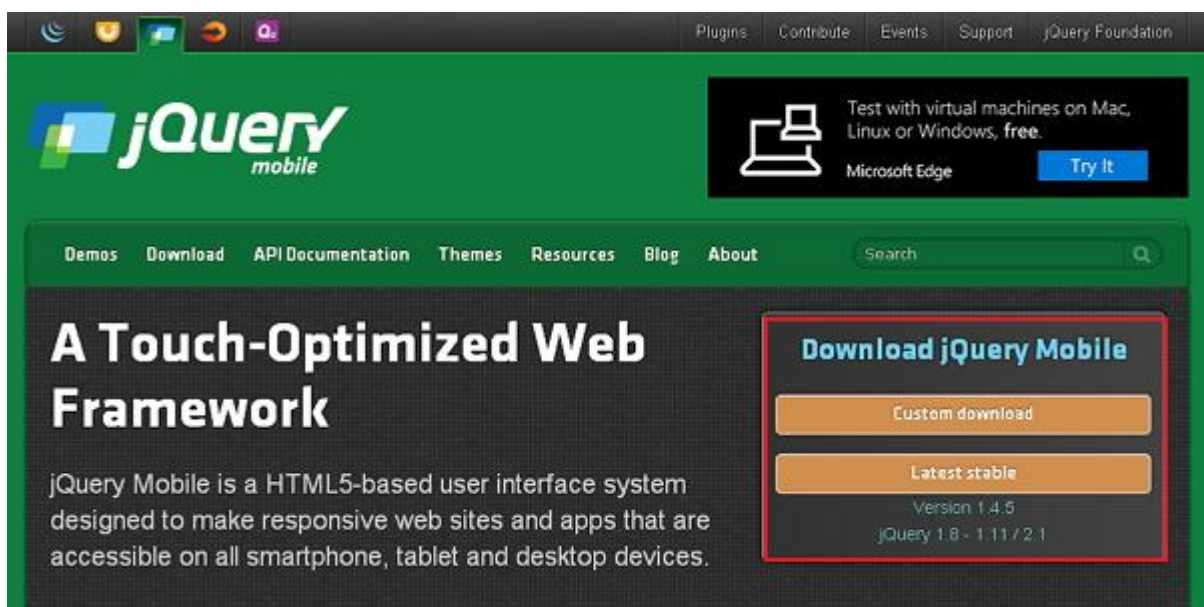 Plugins Contribute Events Support jQuery Foundation
jQuery
mobile
Test with virtual machines on Mac,
Linux or Windows, free.
Microsoft Edge
Try It
Demos Download API Documentation Themes Resources Blog About
Search
A Touch-Optimized Web
Framework
jQuery Mobile is a HTML5-based user interface system
designed to make responsive web sites and apps that are
accessible on all smartphone, tablet and desktop devices.
Download jQuery Mobile
Custom download
Latest stable
Version 1.4.5
jQuery 1.8 - 1.11 / 2.1